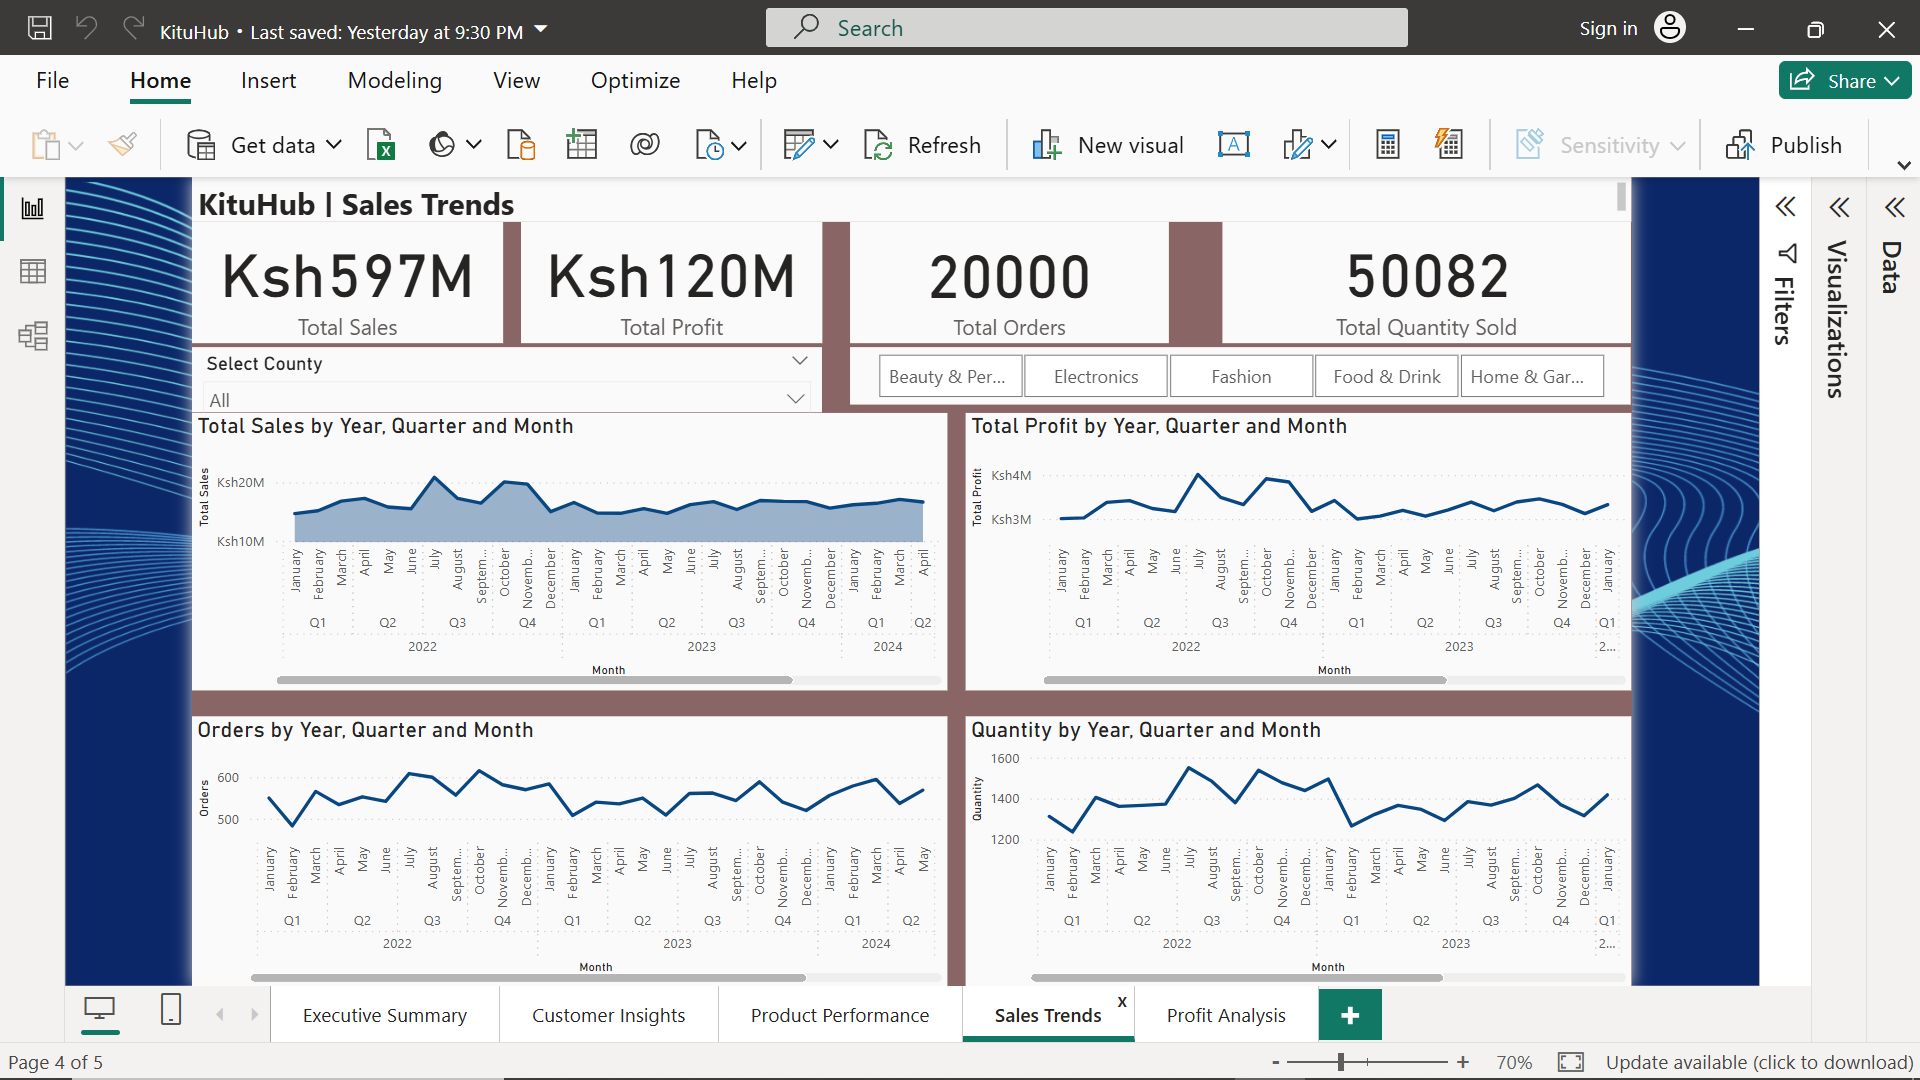 KituHub • Last saved: Yesterday at 9:30 PM
Search
Sign in
File Home Insert Modeling View Optimize Help
Share
Get data
Refresh
New visual
Sensitivity
Publish
KituHub | Sales Trends
Ksh597M
Total Sales
Ksh120M
Total Profit
20000
Total Orders
50082
Total Quantity Sold
Select County
All
Beauty & Per...
Electronics
Fashion
Food & Drink
Home & Gar...
Total Sales by Year, Quarter and Month
Total Sales
Ksh20M
Ksh10M
January February March April May June July August Septem... October Novemb... December January February March April May June July August Septem... October Novemb... December January February March April
Q1 Q2 Q3 Q4 Q1 Q2 Q3 Q4 Q1 Q2
2022 2023 2024
Month
Total Profit by Year, Quarter and Month
Total Profit
Ksh4M
Ksh3M
January February March April May June July August Septem... October Novemb... December January February March April May June July August Septem... October Novemb... December January
Q1 Q2 Q3 Q4 Q1 Q2 Q3 Q4 Q1
2022 2023 2...
Month
Orders by Year, Quarter and Month
Orders
600
500
January February March April May June July August Septem... October Novemb... Decemb... January February March April May June July August Septem... October Novemb... Decemb... January February March April May
Q1 Q2 Q3 Q4 Q1 Q2 Q3 Q4 Q1 Q2
2022 2023 2024
Month
Quantity by Year, Quarter and Month
Quantity
1600
1400
1200
January February March April May June July August Septem... October Novemb... Decemb... January February March April May June July August Septem... October Novemb... Decemb... January
Q1 Q2 Q3 Q4 Q1 Q2 Q3 Q4 Q1
2022 2023 2...
Month
Filters
Visualizations
Data
Executive Summary
Customer Insights
Product Performance
Sales Trends
x
Profit Analysis
+
Page 4 of 5
- + 70%
Update available (click to download)